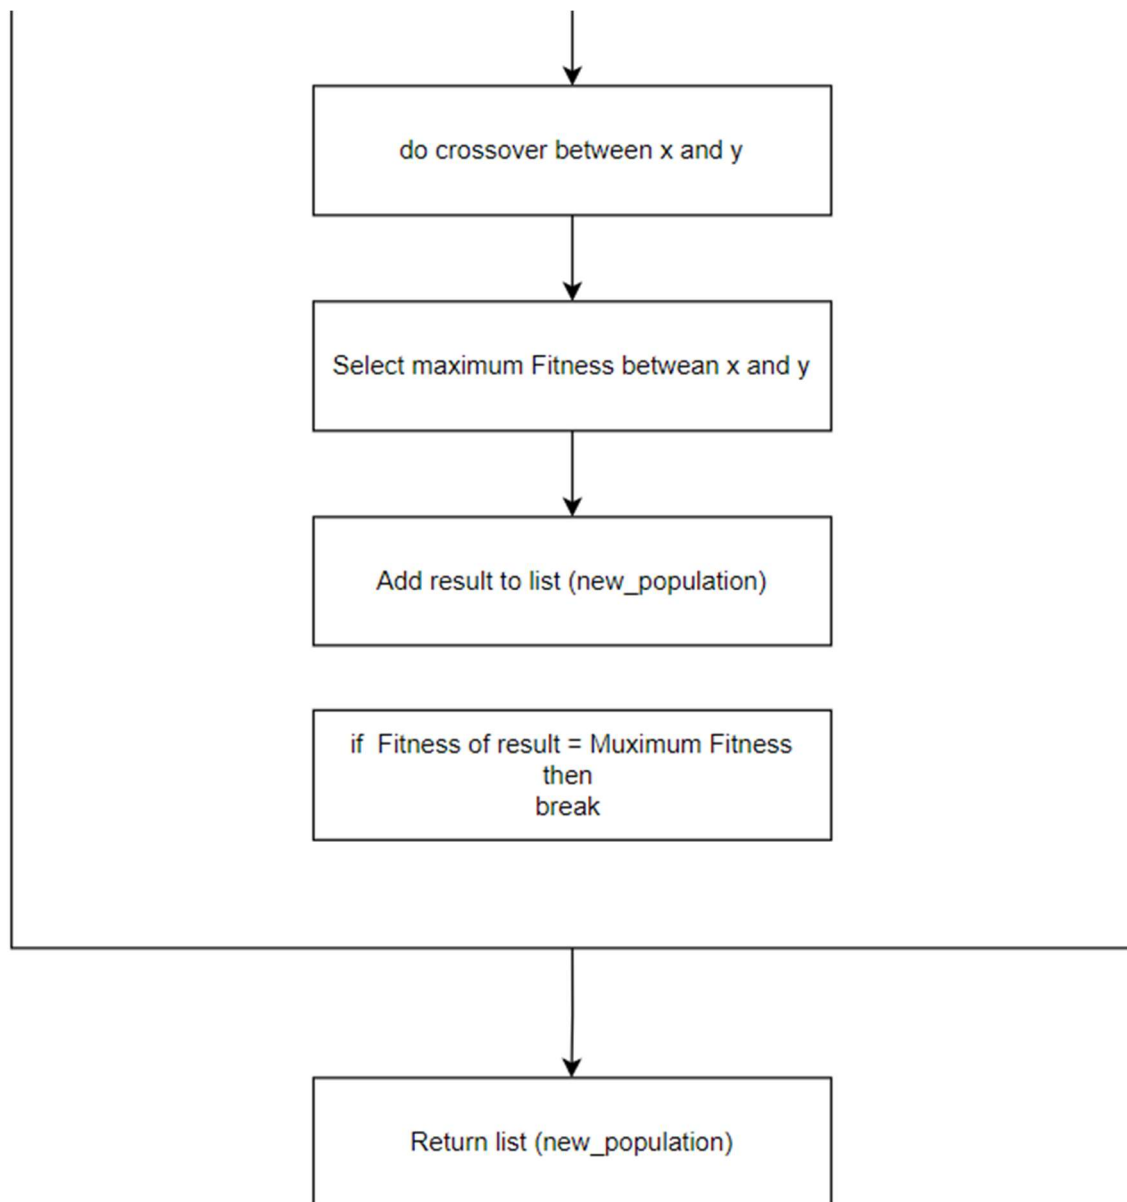 do crossover between x and y
Select maximum Fitness betwean x and y
Add result to list (new_population)
if  Fitness of result = Muximum Fitness
then
break
Return list (new_population)